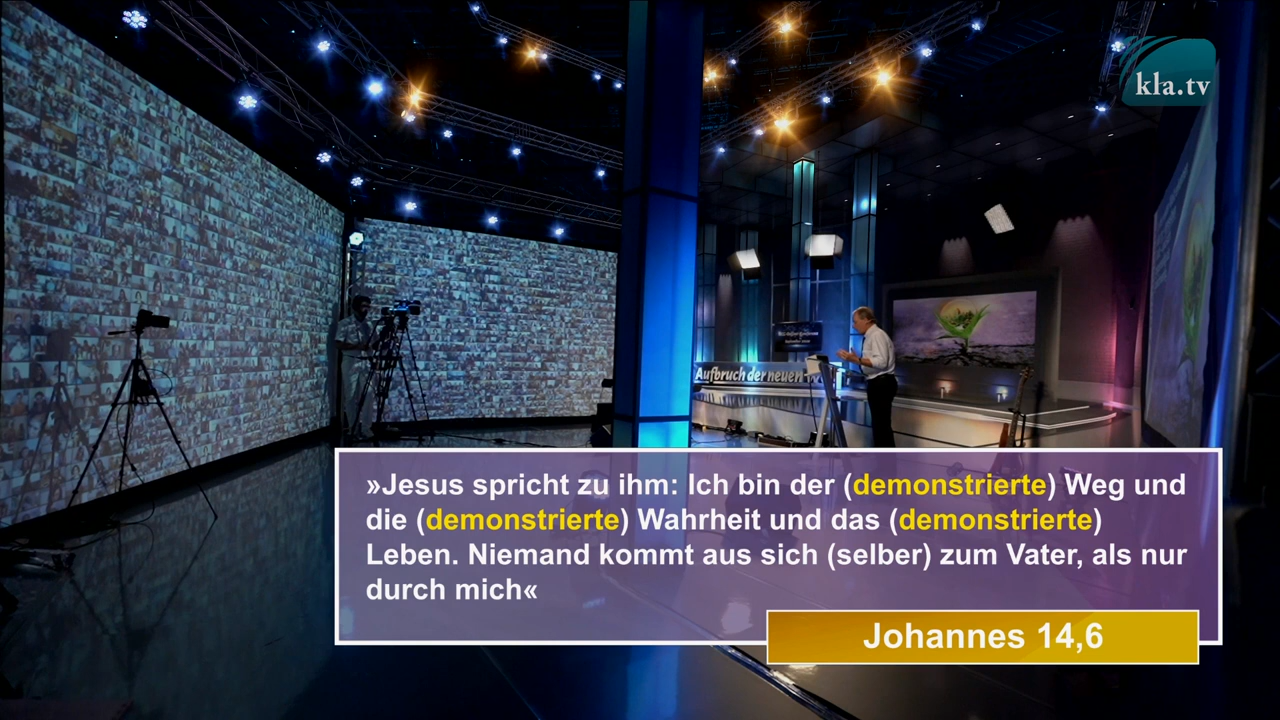 kla.tv
Aufbruch der neuen
»Jesus spricht zu ihm: Ich bin der (demonstrierte) Weg und
die (demonstrierte) Wahrheit und das (demonstrierte)
Leben. Niemand kommt aus sich (selber) zum Vater, als nur
durch mich«
Johannes 14,6